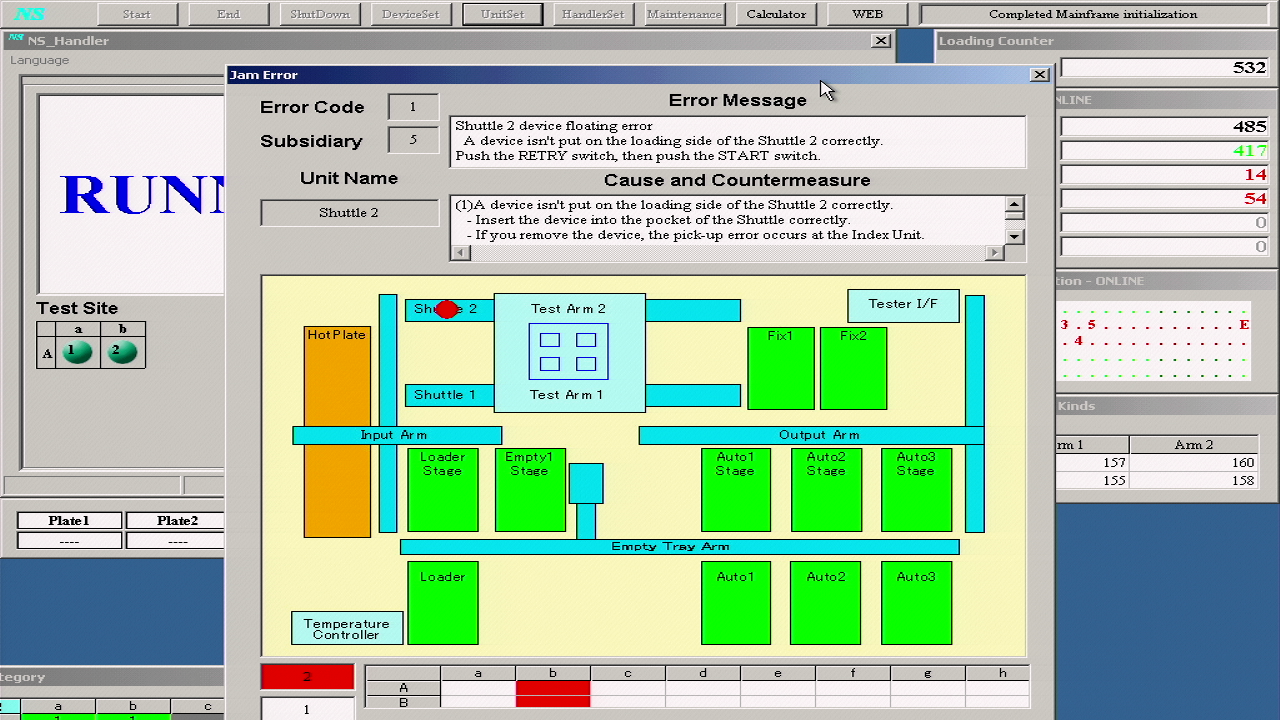 NS Start End ShutDown DeviceSet UnitSet HandlerSet Maintenance Calculator WEB Completed Mainframe initialization
NS NS_Handler
Language
Loading Counter
532
NLINE
485
417
14
54
0
0
tion - ONLINE
3 . 5 E
. 4
Kinds
rm 1 Arm 2
157 160
155 158
RUNN
Test Site
a b
A 1 2
Plate1 Plate2
---- ----
tegory
a b c
1 1
Jam Error
Error Code 1
Subsidiary 5
Unit Name
Shuttle 2
Error Message
Shuttle 2 device floating error
A device isn't put on the loading side of the Shuttle 2 correctly.
Push the RETRY switch, then push the START switch.
Cause and Countermeasure
(1)A device isn't put on the loading side of the Shuttle 2 correctly.
- Insert the device into the pocket of the Shuttle correctly.
- If you remove the device, the pick-up error occurs at the Index Unit.
Test Arm 2
Tester I/F
HotPlate
Fix1 Fix2
Shuttle 1
Test Arm 1
Input Arm Output Arm
Loader
Stage
Empty1
Stage
Auto1
Stage
Auto2
Stage
Auto3
Stage
Empty Tray Arm
Loader Auto1 Auto2 Auto3
Temperature
Controller
2
1
a b c d e f g h
A
B